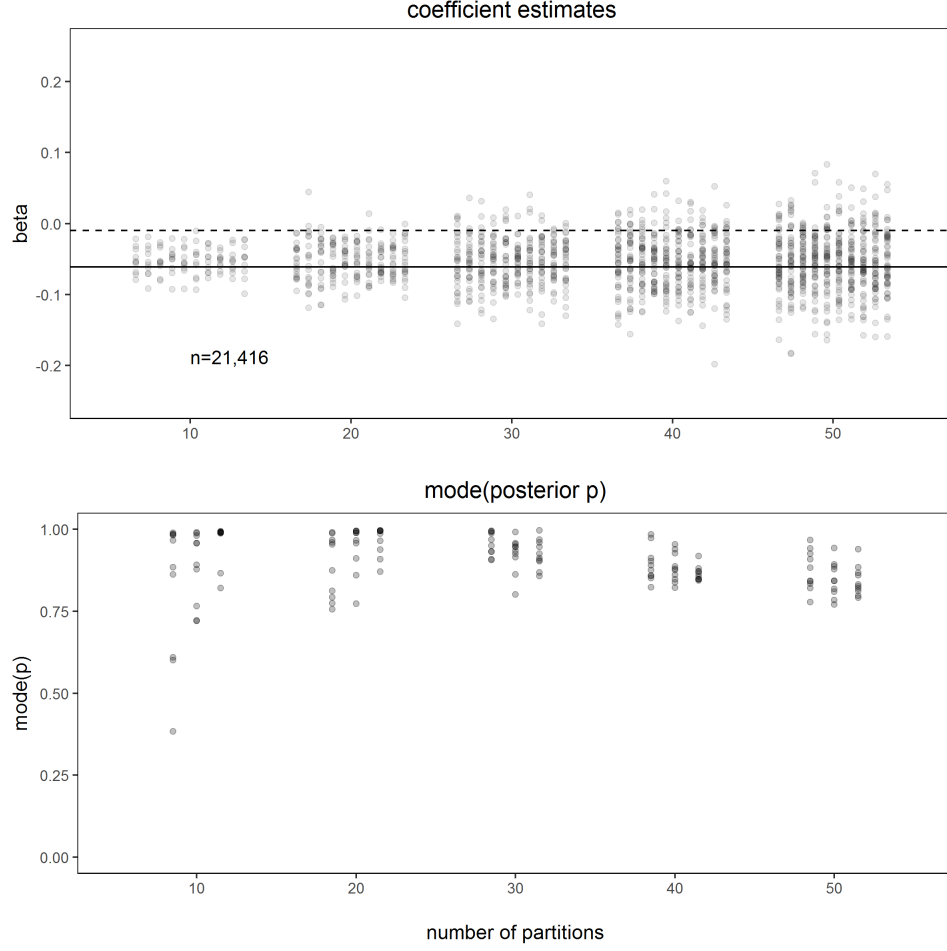 coefficient estimates
0.2
0.1
0.0
-0.1
-0.2
beta
n=21,416
10 20 30 40 50
mode(posterior p)
1.00
0.75
0.50
0.25
0.00
mode(p)
10 20 30 40 50
number of partitions